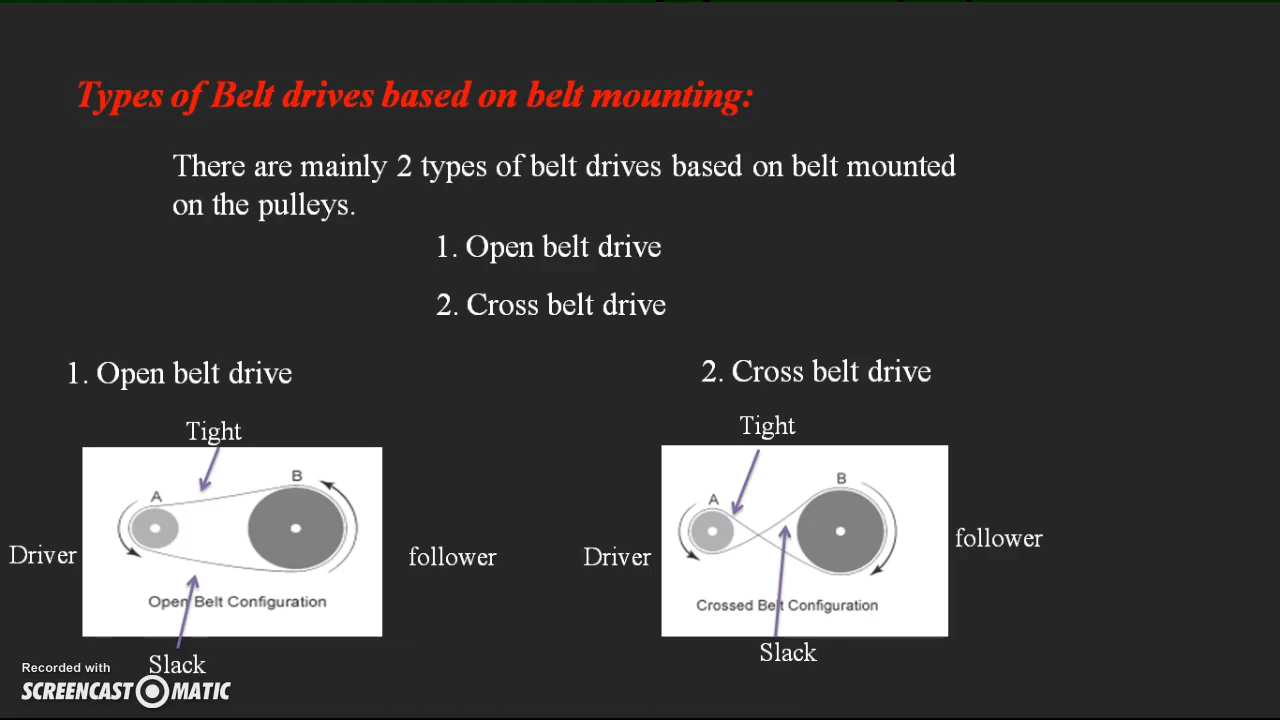 Types of Belt drives based on belt mounting:
There are mainly 2 types of belt drives based on belt mounted
on the pulleys.
1. Open belt drive
2. Cross belt drive
1. Open belt drive
2. Cross belt drive
Tight
Tight
A
B
A
B
Driver
follower
Driver
follower
Open Belt Configuration
Crossed Belt Configuration
Slack
Slack
Recorded with
SCREENCAST MATIC